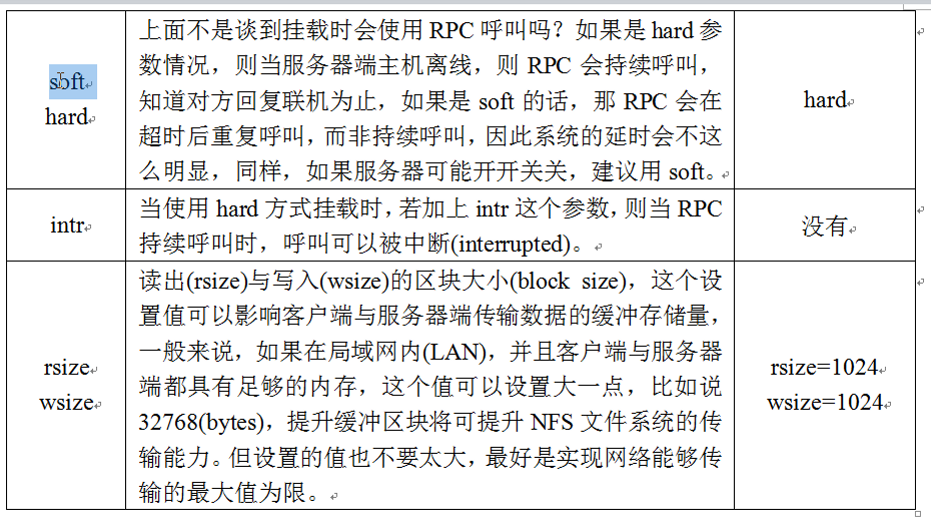 soft
hard
上面不是谈到挂载时会使用 RPC 呼叫吗？如果是 hard 参
数情况，则当服务器端主机离线，则 RPC 会持续呼叫，
知道对方回复联机为止，如果是 soft 的话，那 RPC 会在
超时后重复呼叫，而非持续呼叫，因此系统的延时会不这
么明显，同样，如果服务器可能开开关关，建议用 soft。
hard
intr
当使用 hard 方式挂载时，若加上 intr 这个参数，则当 RPC
持续呼叫时，呼叫可以被中断(interrupted)。
没有
rsize
wsize
读出(rsize)与写入(wsize)的区块大小(block size)，这个设
置值可以影响客户端与服务器端传输数据的缓冲存储量，
一般来说，如果在局域网内(LAN)，并且客户端与服务器
端都具有足够的内存，这个值可以设置大一点，比如说
32768(bytes)，提升缓冲区块将可提升 NFS 文件系统的传
输能力。但设置的值也不要太大，最好是实现网络能够传
输的最大值为限。
rsize=1024
wsize=1024